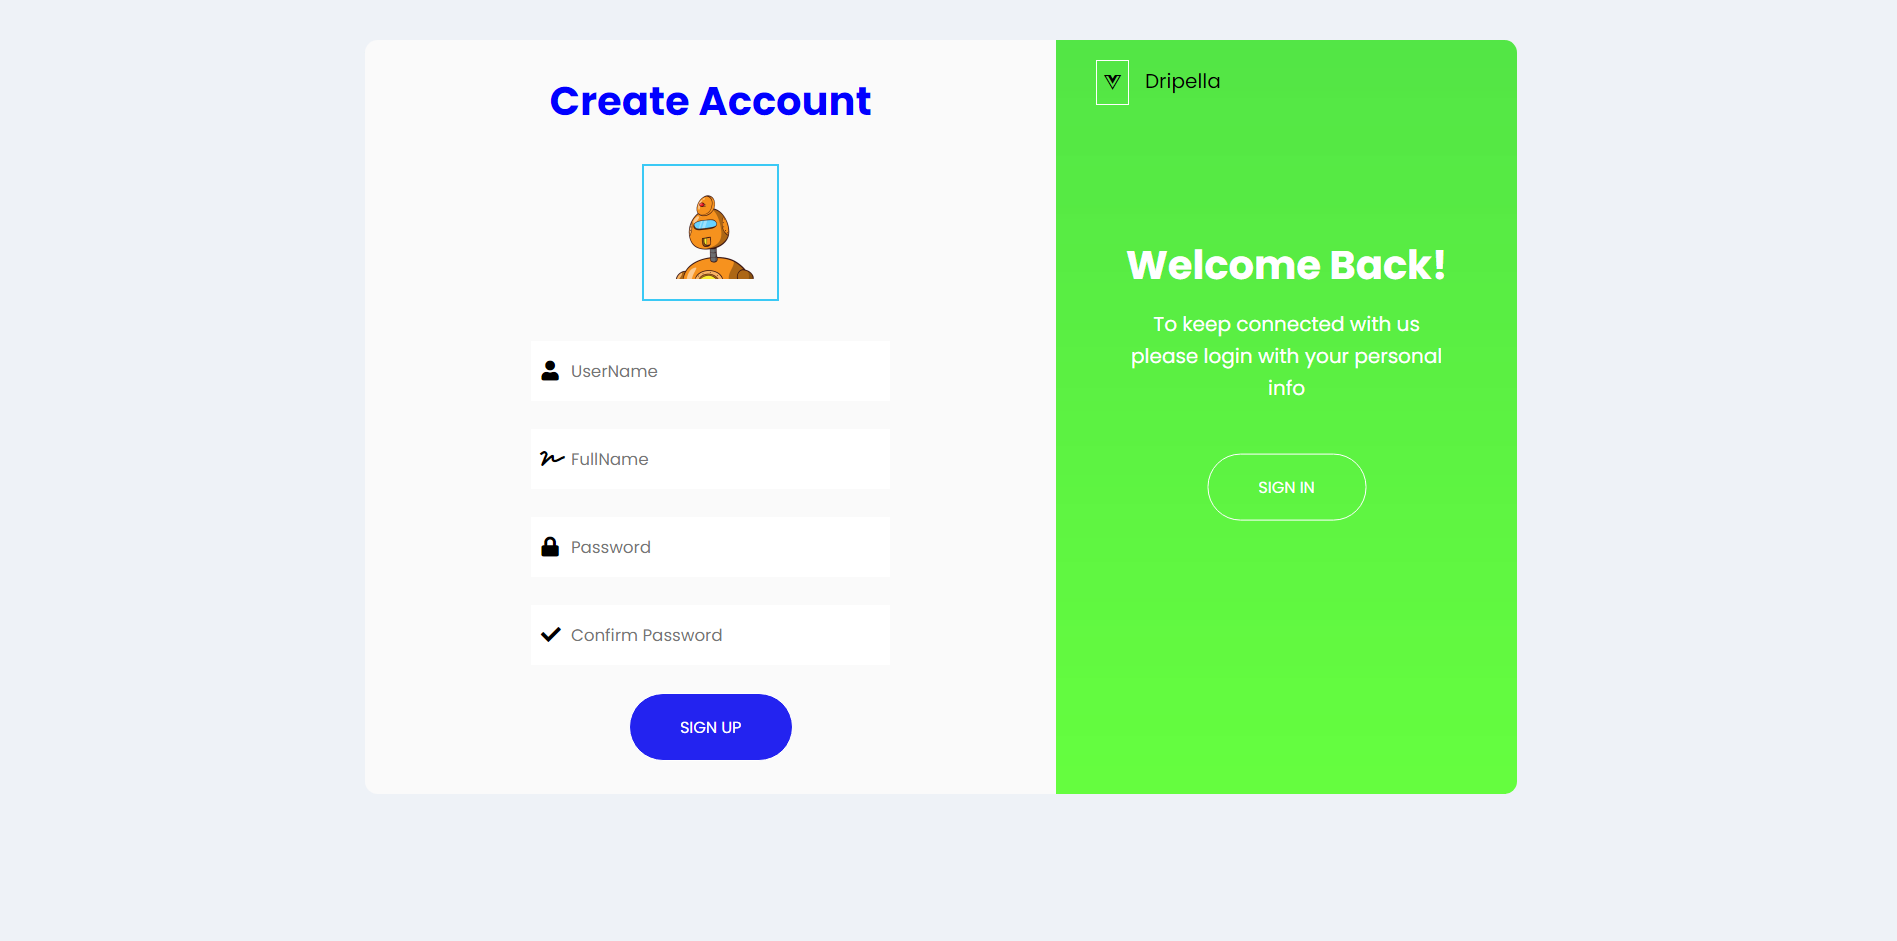 Create Account
UserName
FullName
Password
Confirm Password
SIGN UP
Dripella
Welcome Back!
To keep connected with us
please login with your personal
info
SIGN IN